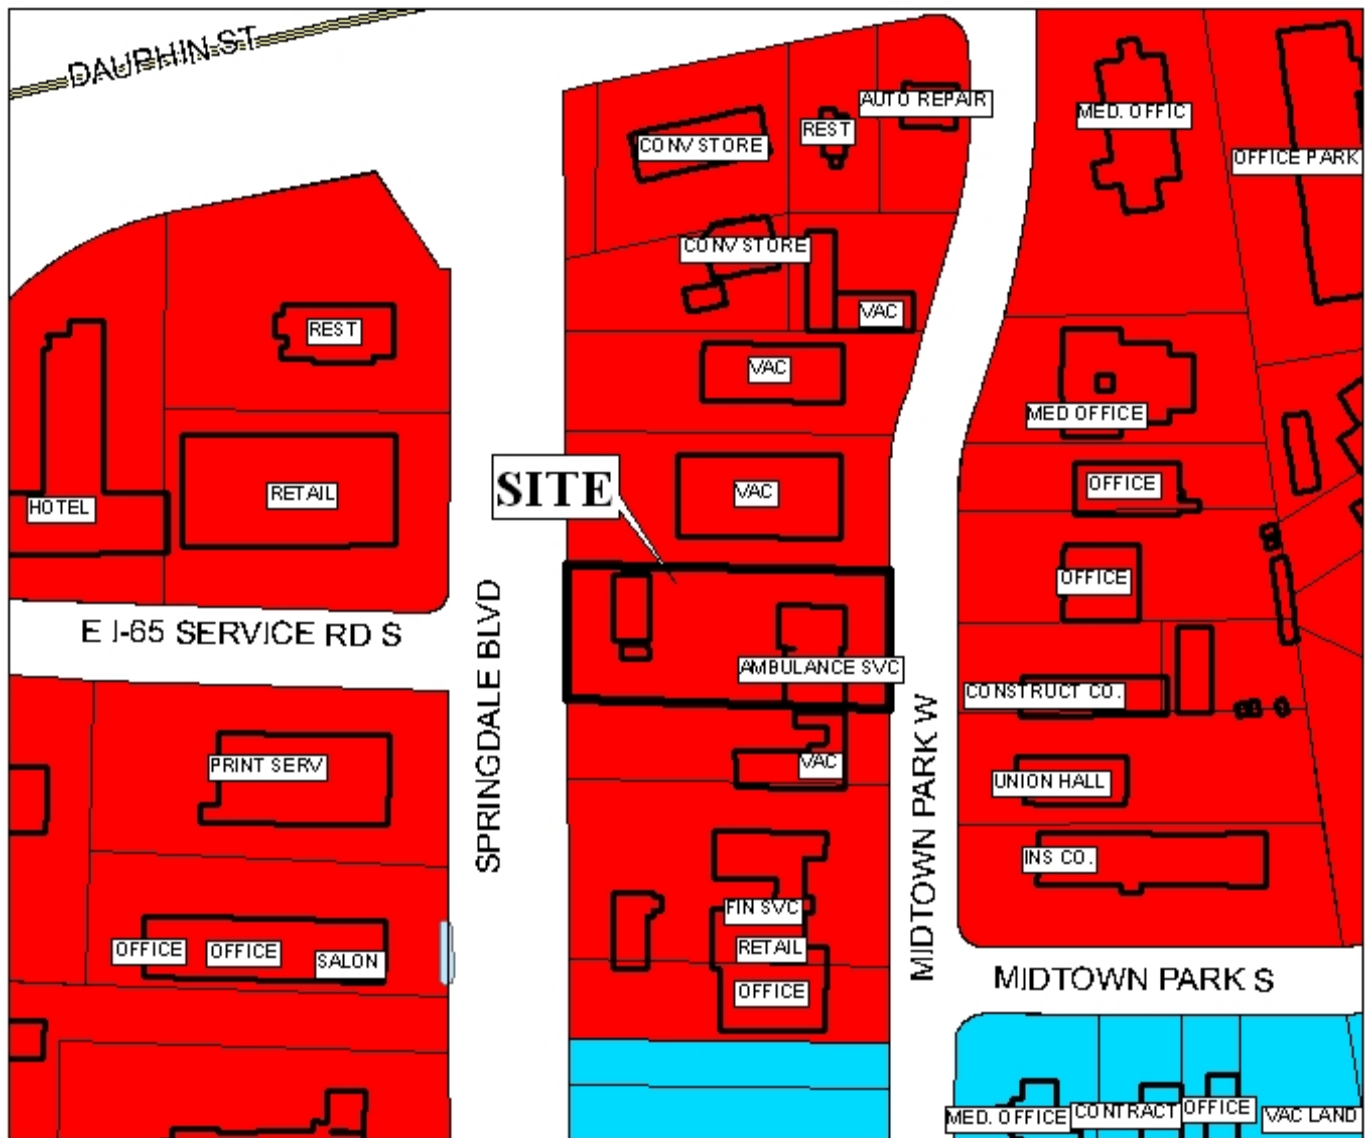 DAUPHIN ST
AUTO REPAIR
MED. OFFIC
CONV STORE
REST
OFFICE PARK
CONV STORE
VAC
REST
VAC
MED OFFICE
SITE
VAC
OFFICE
RETAIL
HOTEL
OFFICE
E I-65 SERVICE RD S
SPRINGDALE BLVD
AMBULANCE SVC
CONSTRUCT CO.
MIDTOWN PARK W
PRINT SERV
VAC
UNION HALL
INS CO.
FIN SVC
RETAIL
OFFICE
OFFICE
OFFICE
SALON
MIDTOWN PARK S
MED. OFFICE
CONTRACT
OFFICE
VAC LAND